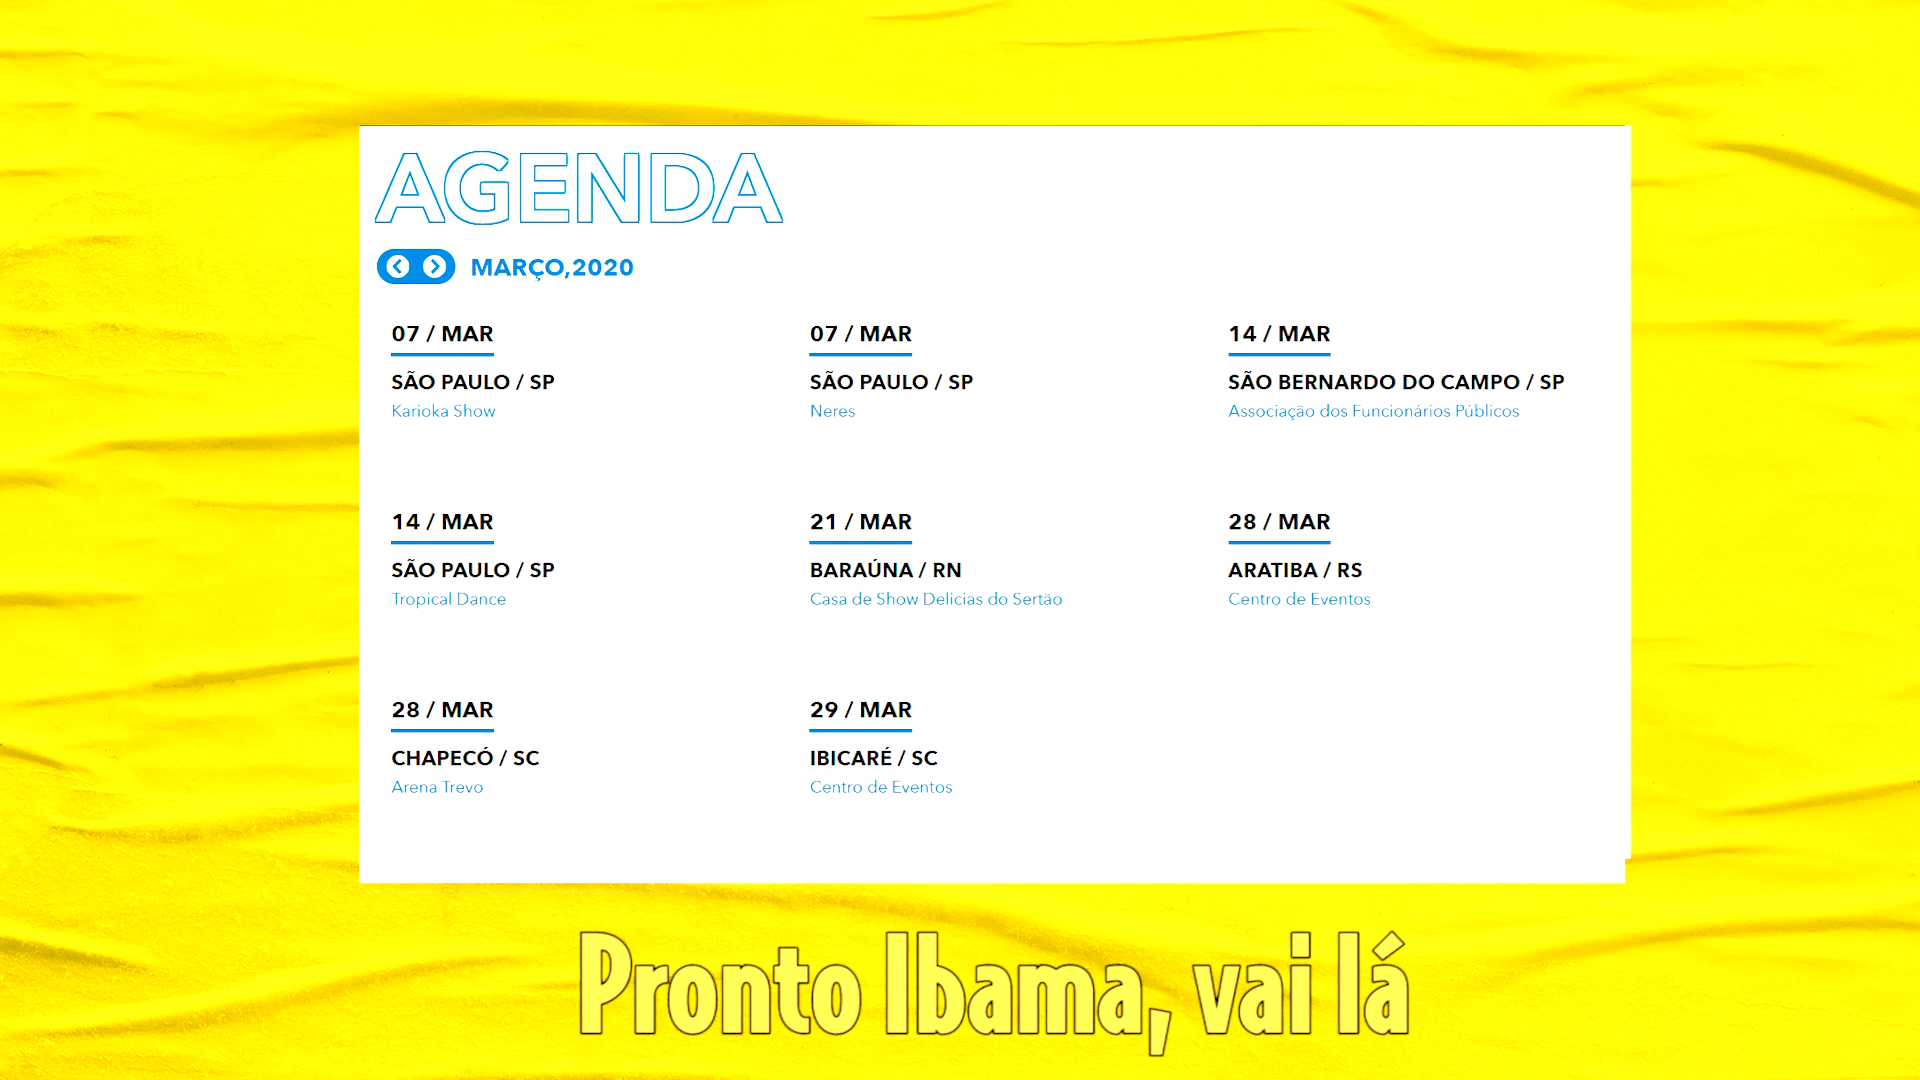 AGENDA
MARÇO,2020
07 / MAR
SÃO PAULO / SP
Karioka Show
07 / MAR
SÃO PAULO / SP
Neres
14 / MAR
SÃO BERNARDO DO CAMPO / SP
Associação dos Funcionários Públicos
14 / MAR
SÃO PAULO / SP
Tropical Dance
21 / MAR
BARAÚNA / RN
Casa de Show Delicias do Sertão
28 / MAR
ARATIBA / RS
Centro de Eventos
28 / MAR
CHAPECÓ / SC
Arena Trevo
29 / MAR
IBICARÉ / SC
Centro de Eventos
Pronto Ibama, vai lá